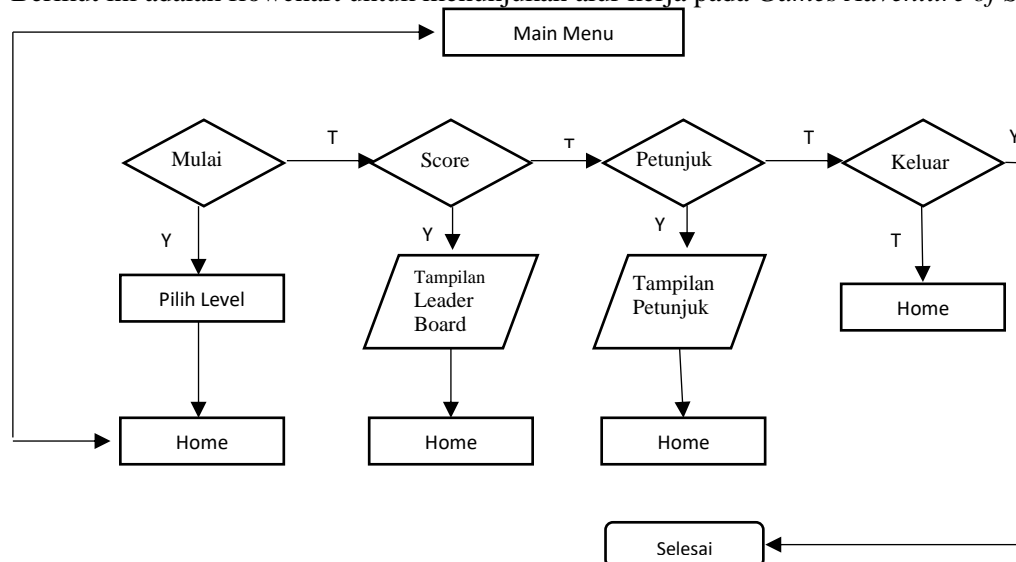 Main Menu
Mulai
T
Score
T
Petunjuk
T
Keluar
Y
Y
Y
Y
T
Pilih Level
Tampilan
Leader
Board
Tampilan
Petunjuk
Home
Home
Home
Home
Selesai